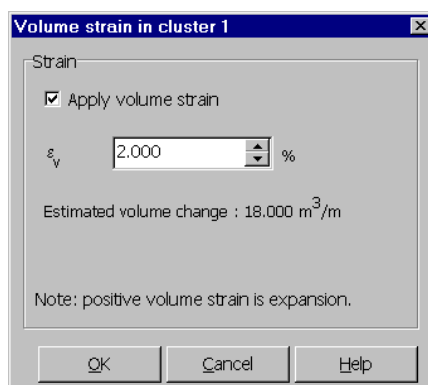 Volume strain in cluster 1
Strain
Apply volume strain
εv 2.000 %
Estimated volume change : 18.000 m³/m
Note: positive volume strain is expansion.
OK Cancel Help